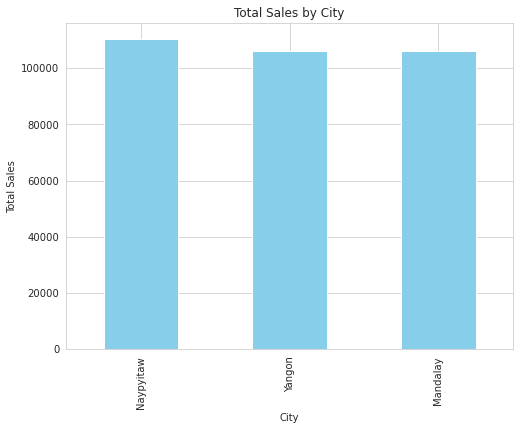 Total Sales by City
Total Sales
100000
80000
60000
40000
20000
0
Naypyitaw
Yangon
Mandalay
City